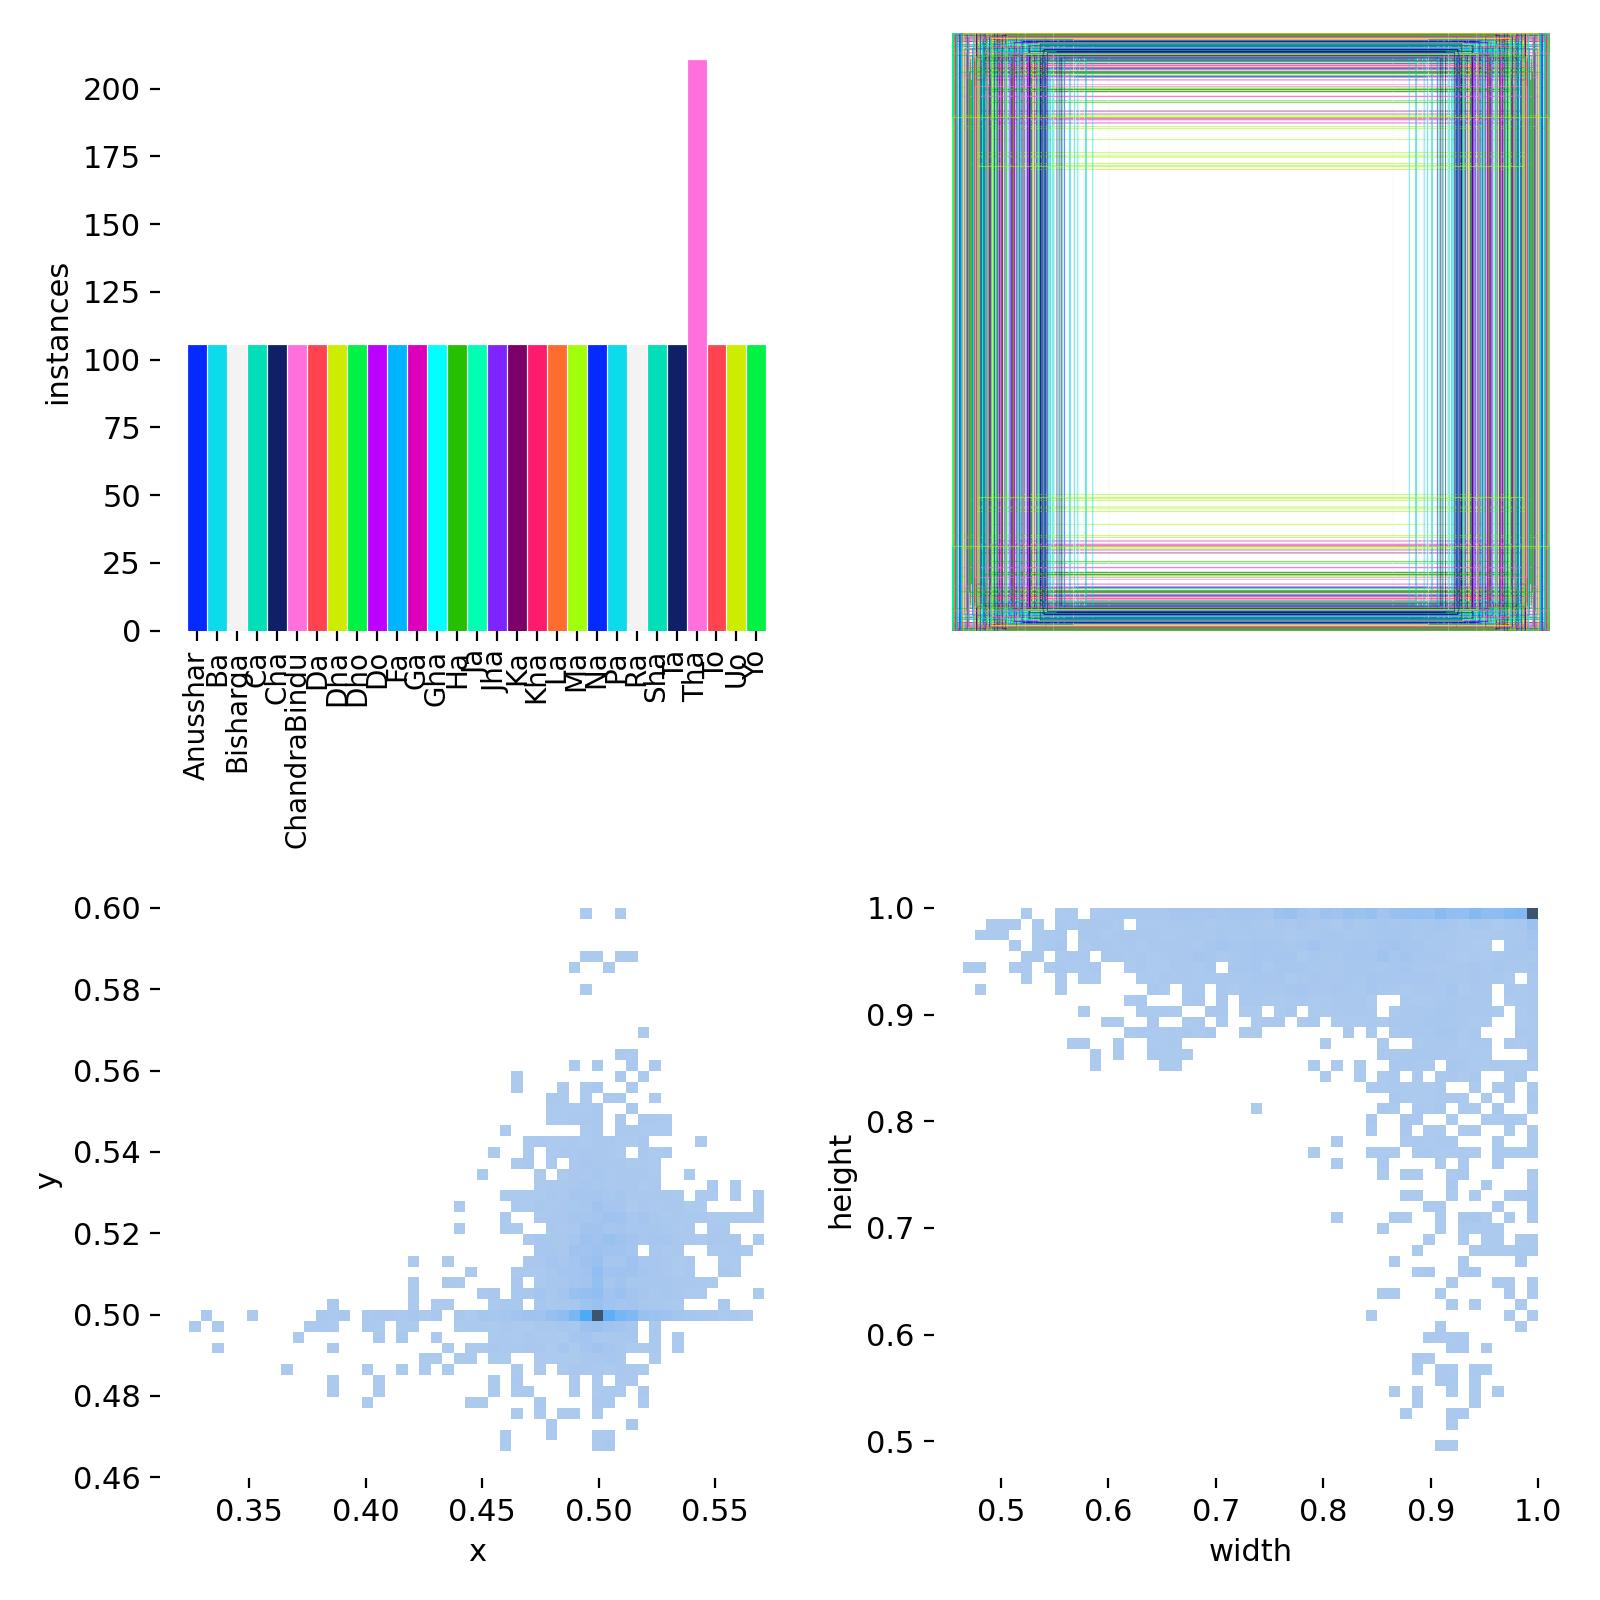 instances
200
175
150
125
100
75
50
25
0
Anusshar
Ba
Bisharga
Ca
Cha
ChandraBindu
Da
Dha
Dho
Do
Fa
Ga
Gha
Ha
Ja
Jha
Ka
Kha
La
Ma
Na
Pa
Ra
Sha
Ta
Tha
To
Uo
Yo
y
0.60
0.58
0.56
0.54
0.52
0.50
0.48
0.46
0.35 0.40 0.45 0.50 0.55
x
height
1.0
0.9
0.8
0.7
0.6
0.5
0.5 0.6 0.7 0.8 0.9 1.0
width